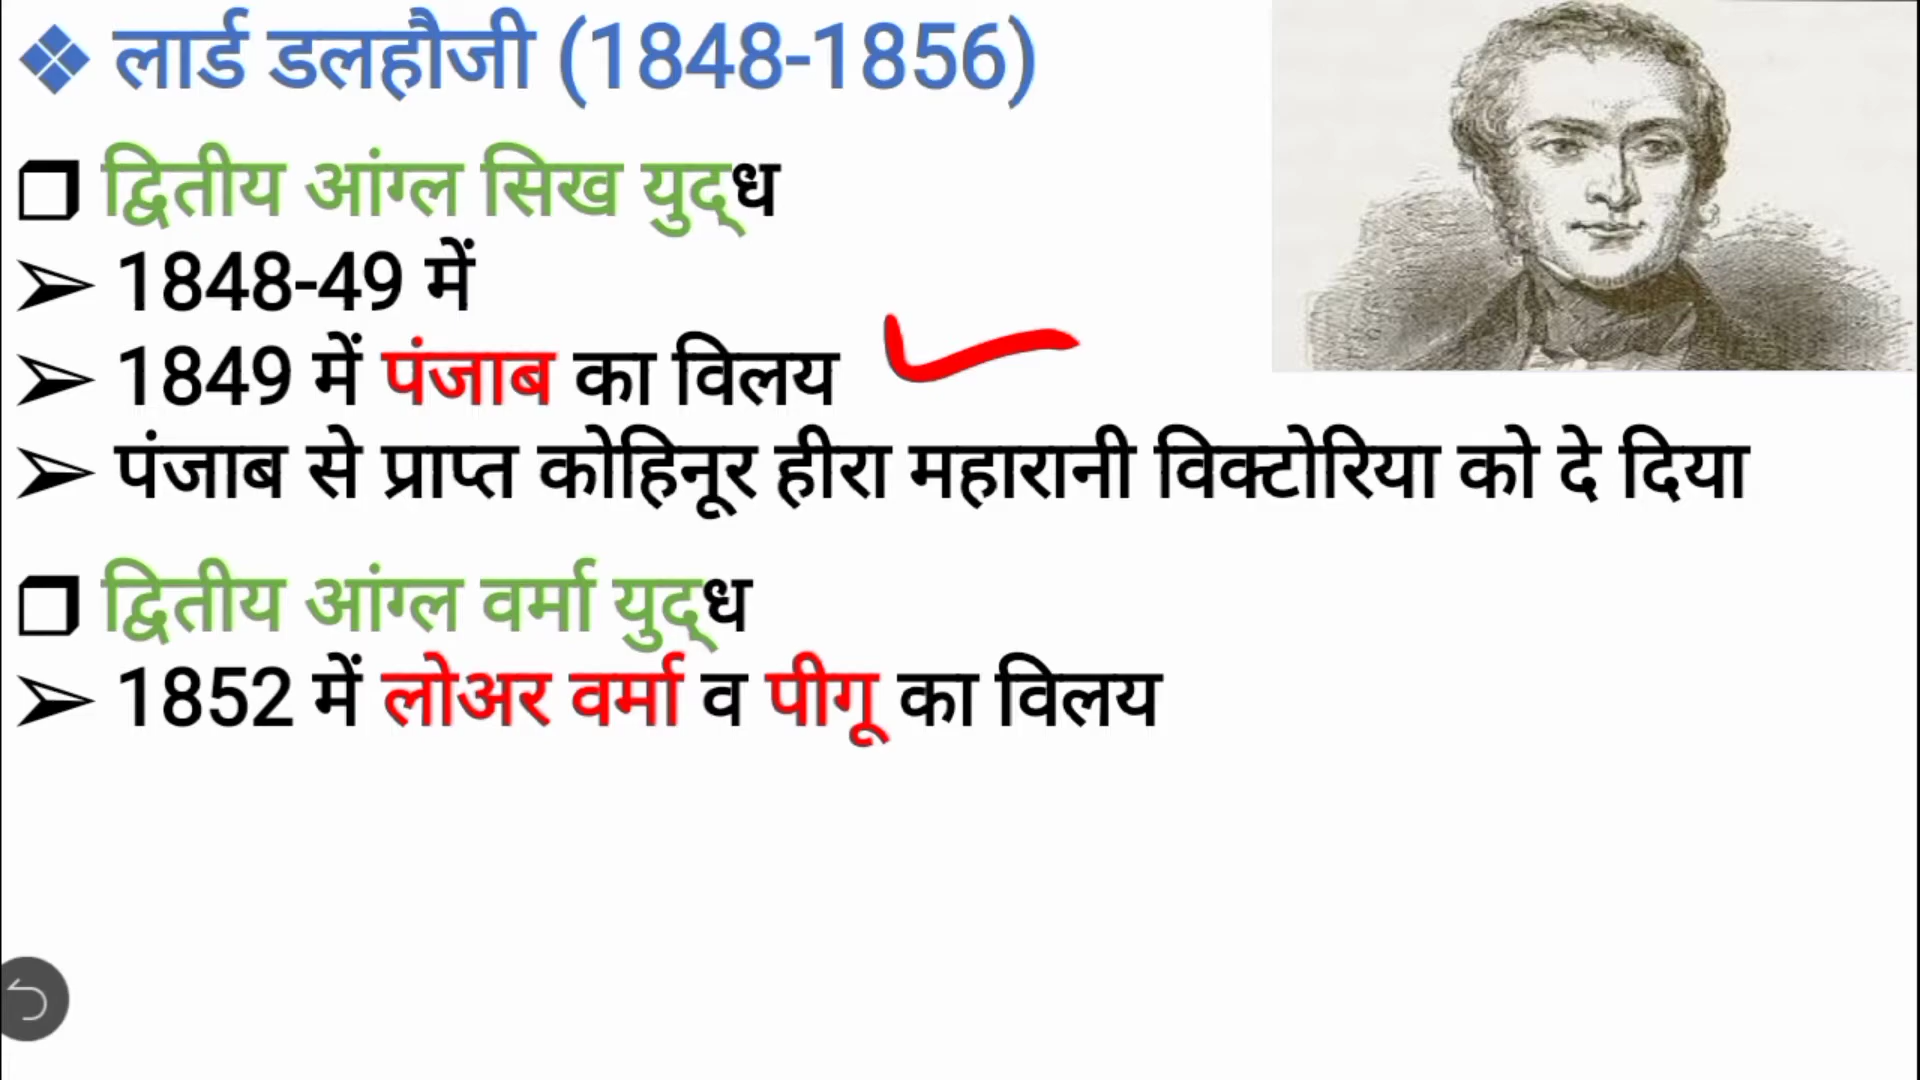 ❖ लार्ड डलहौजी (1848-1856)
❒ द्वितीय आंग्ल सिख युद्ध
➢ 1848-49 में
➢ 1849 में पंजाब का विलय
➢ पंजाब से प्राप्त कोहिनूर हीरा महारानी विक्टोरिया को दे दिया
❒ द्वितीय आंग्ल वर्मा युद्ध
➢ 1852 में लोअर वर्मा व पीगू का विलय